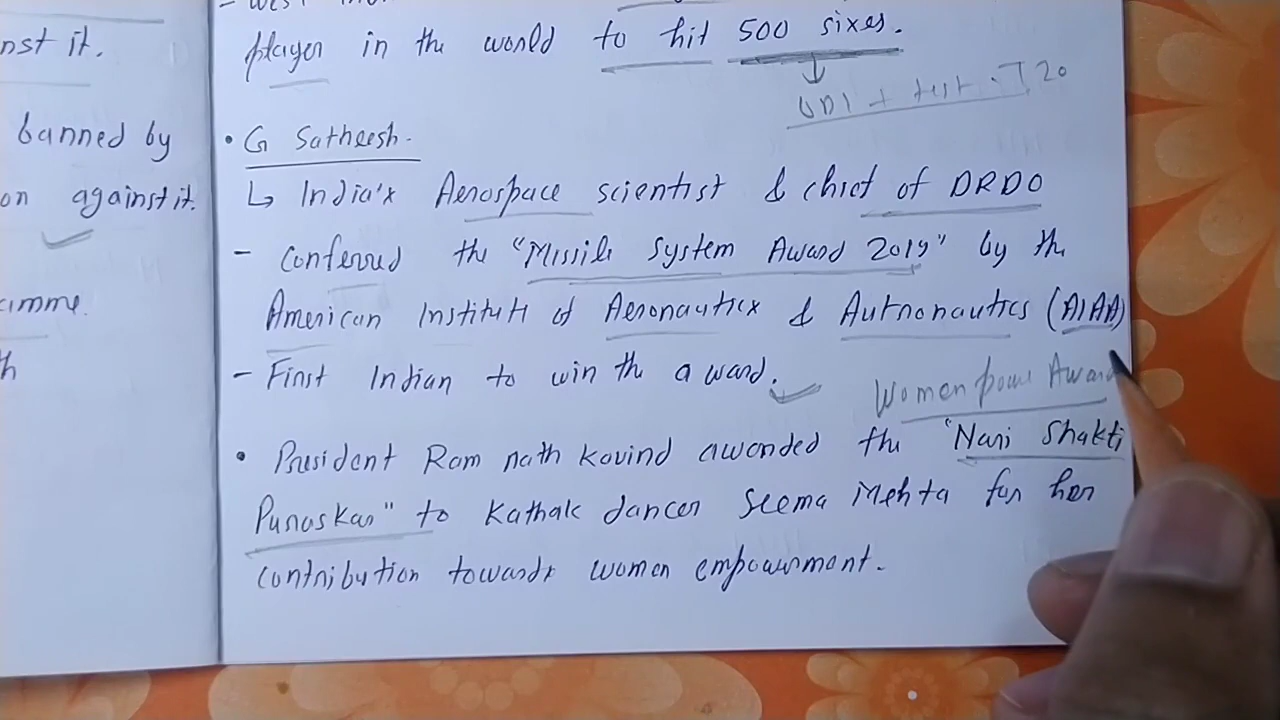 nst it.
banned by
on against it.
amme.
th
player in the world to hit 500 sixes.
ODI + test + T20
• G Satheesh.
↳ India's Aerospace scientist & chief of DRDO
- Conferred the "Missile System Award 2019" by the
American Institute of Aeronautics & Autronautics (AIAA)
- First Indian to win the award.
Women power Award
• President Ram nath Kovind awarded the "Nari Shakti
Puraskar" to Kathak dancer Seema Mehta for her
contribution towards women empowerment.